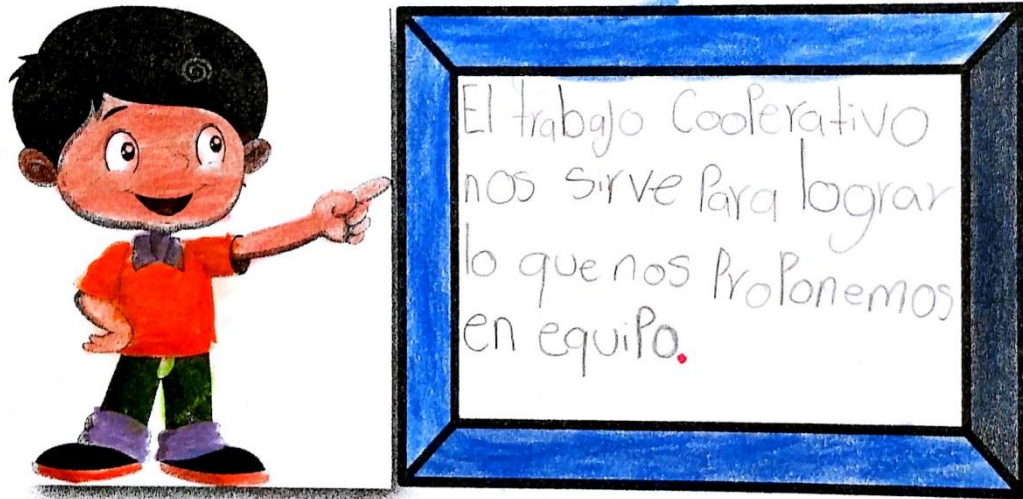 El trabajo CooPerativo
nos sirve Para lograr
lo que nos ProPonemos
en equiPo.